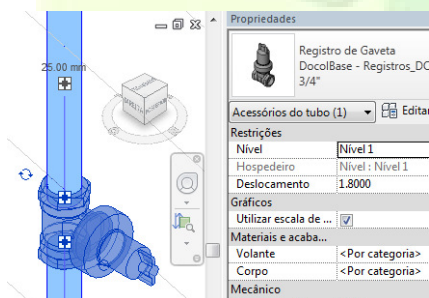 25.00 mm
Propriedades
Registro de Gaveta
DocolBase - Registros_DC
3/4"
Acessórios do tubo (1)
Editar
Restrições
Nível
Nível 1
Hospedeiro
Nível : Nível 1
Deslocamento
1.8000
Gráficos
Utilizar escala de ...
Materiais e acaba...
Volante
<Por categoria>
Corpo
<Por categoria>
Mecânico